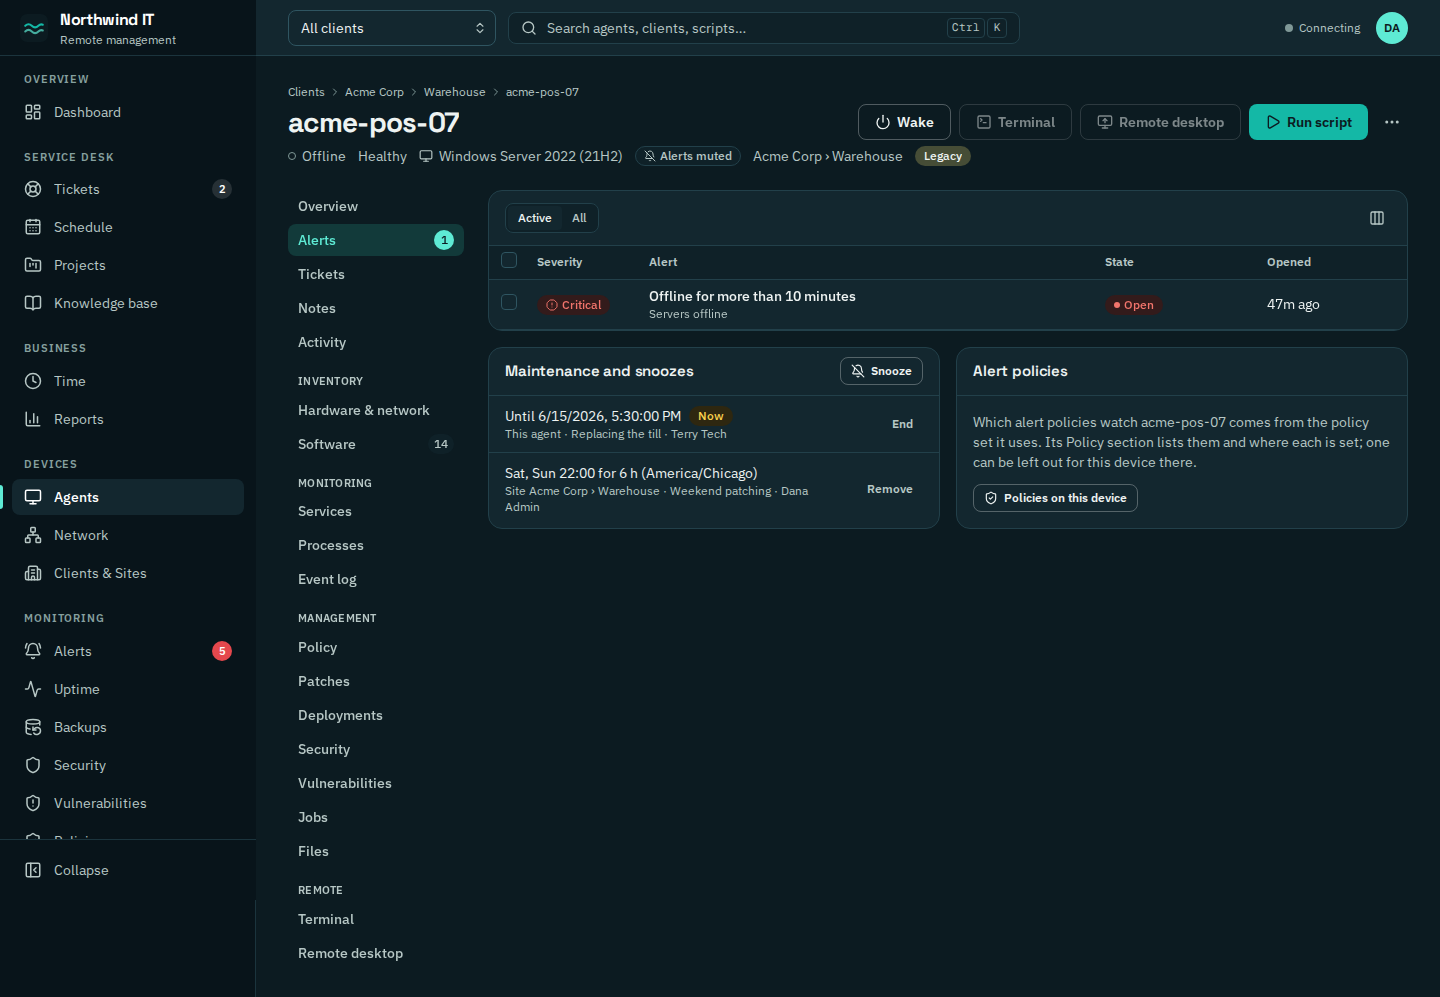 Northwind IT
Remote management
All clients
Search agents, clients, scripts...
Ctrl K
Connecting
DA
OVERVIEW
Dashboard
SERVICE DESK
Tickets 2
Schedule
Projects
Knowledge base
BUSINESS
Time
Reports
DEVICES
Agents
Network
Clients & Sites
MONITORING
Alerts 5
Uptime
Backups
Security
Vulnerabilities
Collapse
Clients > Acme Corp > Warehouse > acme-pos-07
acme-pos-07
Wake
Terminal
Remote desktop
Run script
Offline Healthy Windows Server 2022 (21H2) Alerts muted Acme Corp › Warehouse Legacy
Overview
Alerts 1
Tickets
Notes
Activity
INVENTORY
Hardware & network
Software 14
MONITORING
Services
Processes
Event log
MANAGEMENT
Policy
Patches
Deployments
Security
Vulnerabilities
Jobs
Files
REMOTE
Terminal
Remote desktop
Active All
Severity Alert State Opened
Critical Offline for more than 10 minutes Open 47m ago
Servers offline
Maintenance and snoozes
Snooze
Until 6/15/2026, 5:30:00 PM Now
This agent · Replacing the till · Terry Tech
End
Sat, Sun 22:00 for 6 h (America/Chicago)
Site Acme Corp › Warehouse · Weekend patching · Dana
Admin
Remove
Alert policies
Which alert policies watch acme-pos-07 comes from the policy
set it uses. Its Policy section lists them and where each is set; one
can be left out for this device there.
Policies on this device